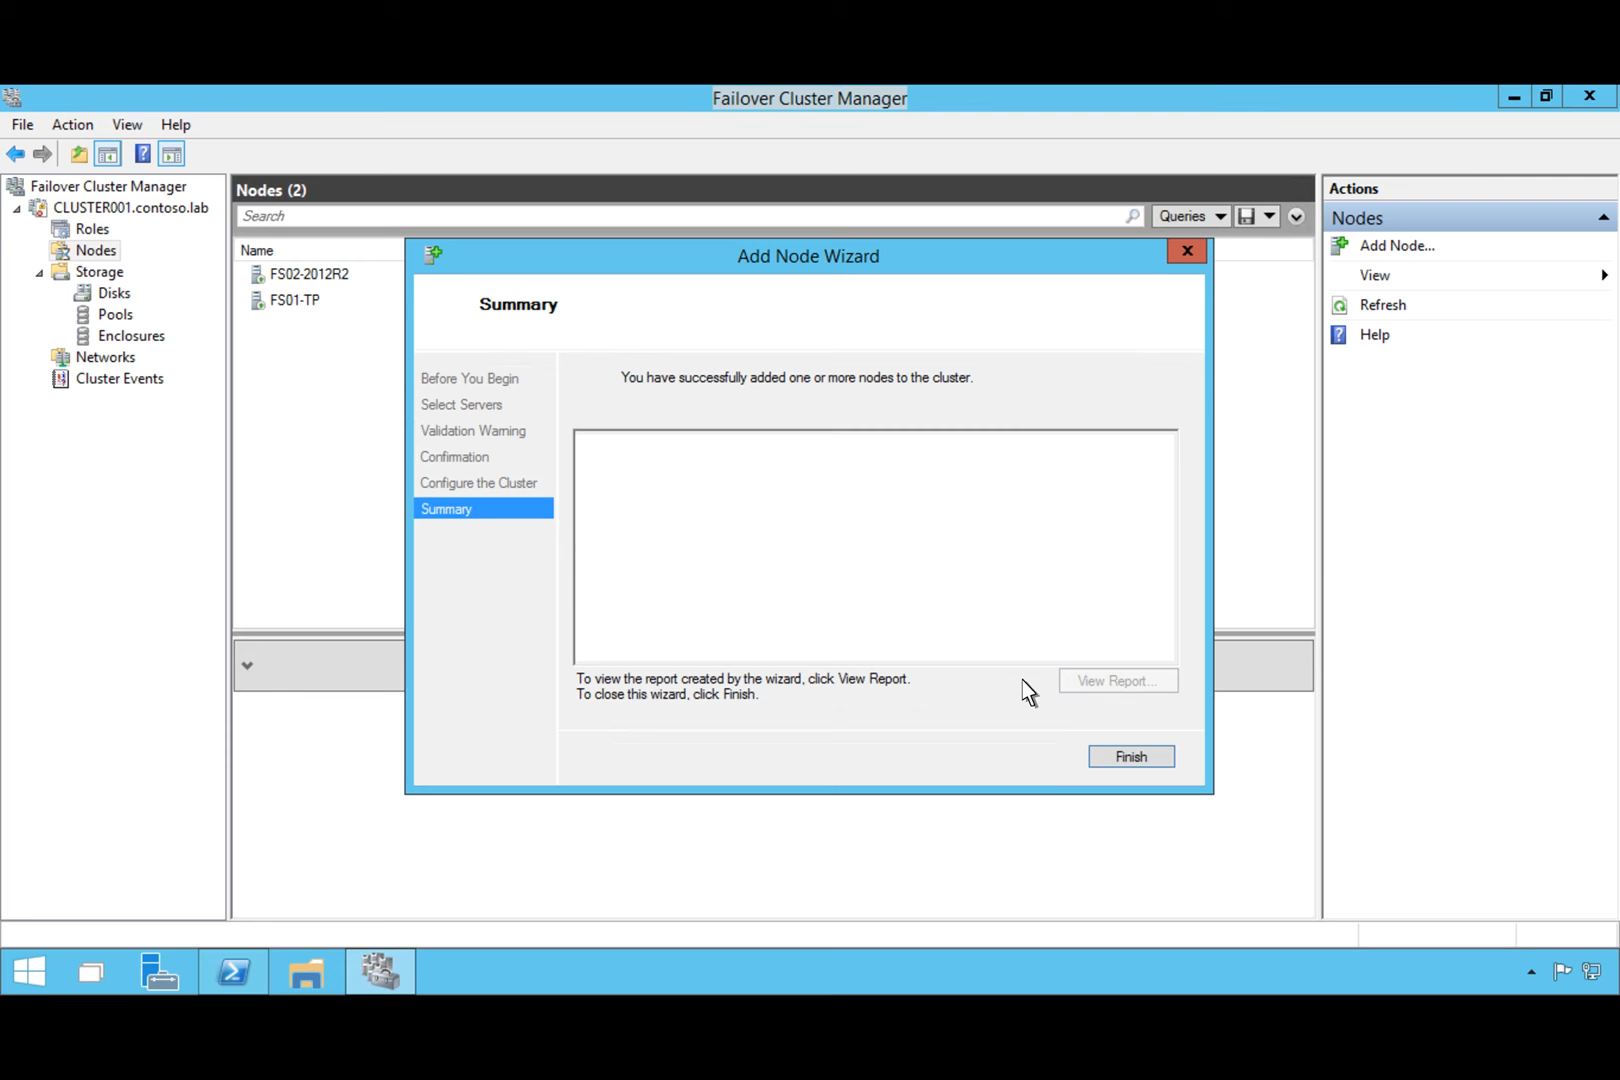 Failover Cluster Manager
File Action View Help
Failover Cluster Manager
CLUSTER001.contoso.lab
Roles
Nodes
Storage
Disks
Pools
Enclosures
Networks
Cluster Events
Nodes (2)
Search
Queries
Name
FS02-2012R2
FS01-TP
Add Node Wizard
Summary
Before You Begin
Select Servers
Validation Warning
Confirmation
Configure the Cluster
Summary
You have successfully added one or more nodes to the cluster.
To view the report created by the wizard, click View Report.
To close this wizard, click Finish.
View Report...
Finish
Actions
Nodes
Add Node...
View
Refresh
Help